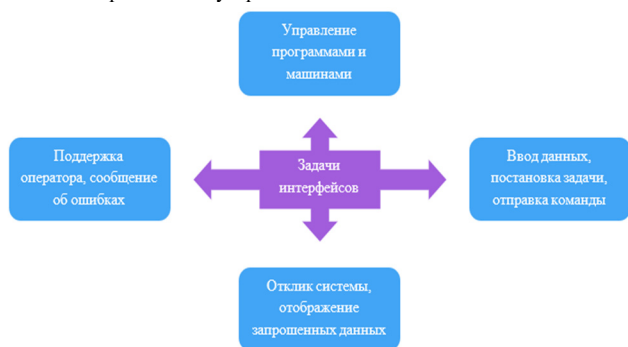 Управление
программами и
машинами
Поддержка
оператора, сообщение
об ошибках
Задачи
интерфейсов
Ввод данных,
постановка задачи,
отправка команды
Отклик системы,
отображение
запрошенных данных